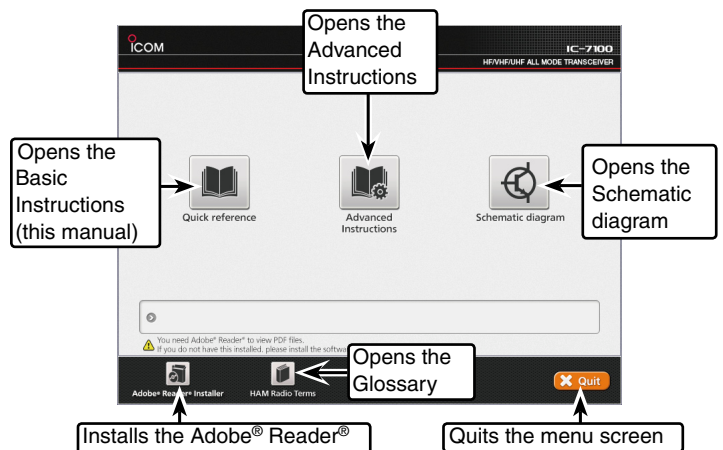 Opens the
Advanced
Instructions
ICOM
IC-7100
HF/VHF/UHF ALL MODE TRANSCEIVER
Opens the
Basic
Instructions
(this manual)
Opens the
Schematic
diagram
Quick reference
Advanced
Instructions
Schematic diagram
You need Adobe® Reader® to view PDF files.
If you do not have this installed. please install the softwa
Opens the
Glossary
Adobe® Reader® Installer
HAM Radio Terms
Quit
Installs the Adobe® Reader®
Quits the menu screen